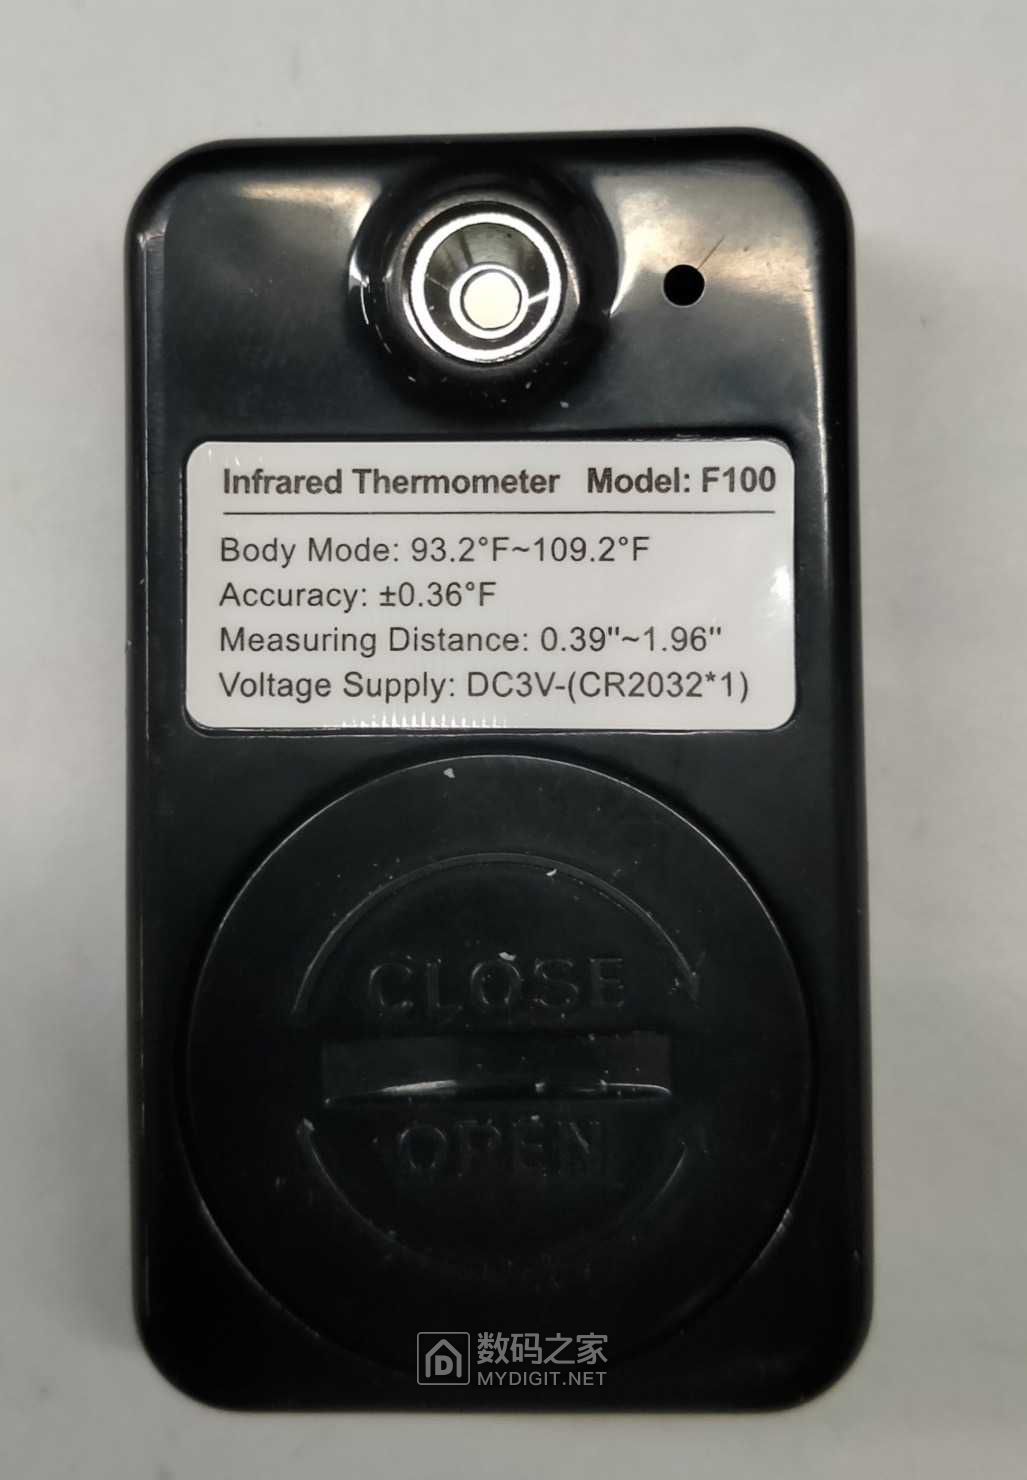 Infrared Thermometer Model: F100
Body Mode: 93.2°F~109.2°F
Accuracy: ±0.36°F
Measuring Distance: 0.39"~1.96"
Voltage Supply: DC3V-(CR2032*1)
CLOSE
OPEN
数码之家
MYDIGIT.NET